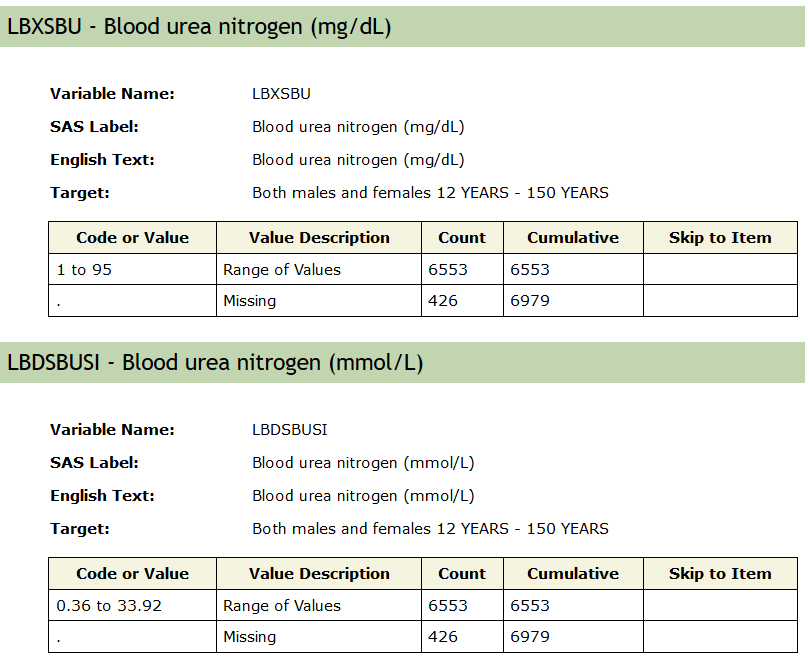 LBXSBU - Blood urea nitrogen (mg/dL)
Variable Name: LBXSBU
SAS Label: Blood urea nitrogen (mg/dL)
English Text: Blood urea nitrogen (mg/dL)
Target: Both males and females 12 YEARS - 150 YEARS
Code or Value Value Description Count Cumulative Skip to Item
1 to 95 Range of Values 6553 6553
. Missing 426 6979
LBDSBUSI - Blood urea nitrogen (mmol/L)
Variable Name: LBDSBUSI
SAS Label: Blood urea nitrogen (mmol/L)
English Text: Blood urea nitrogen (mmol/L)
Target: Both males and females 12 YEARS - 150 YEARS
Code or Value Value Description Count Cumulative Skip to Item
0.36 to 33.92 Range of Values 6553 6553
. Missing 426 6979